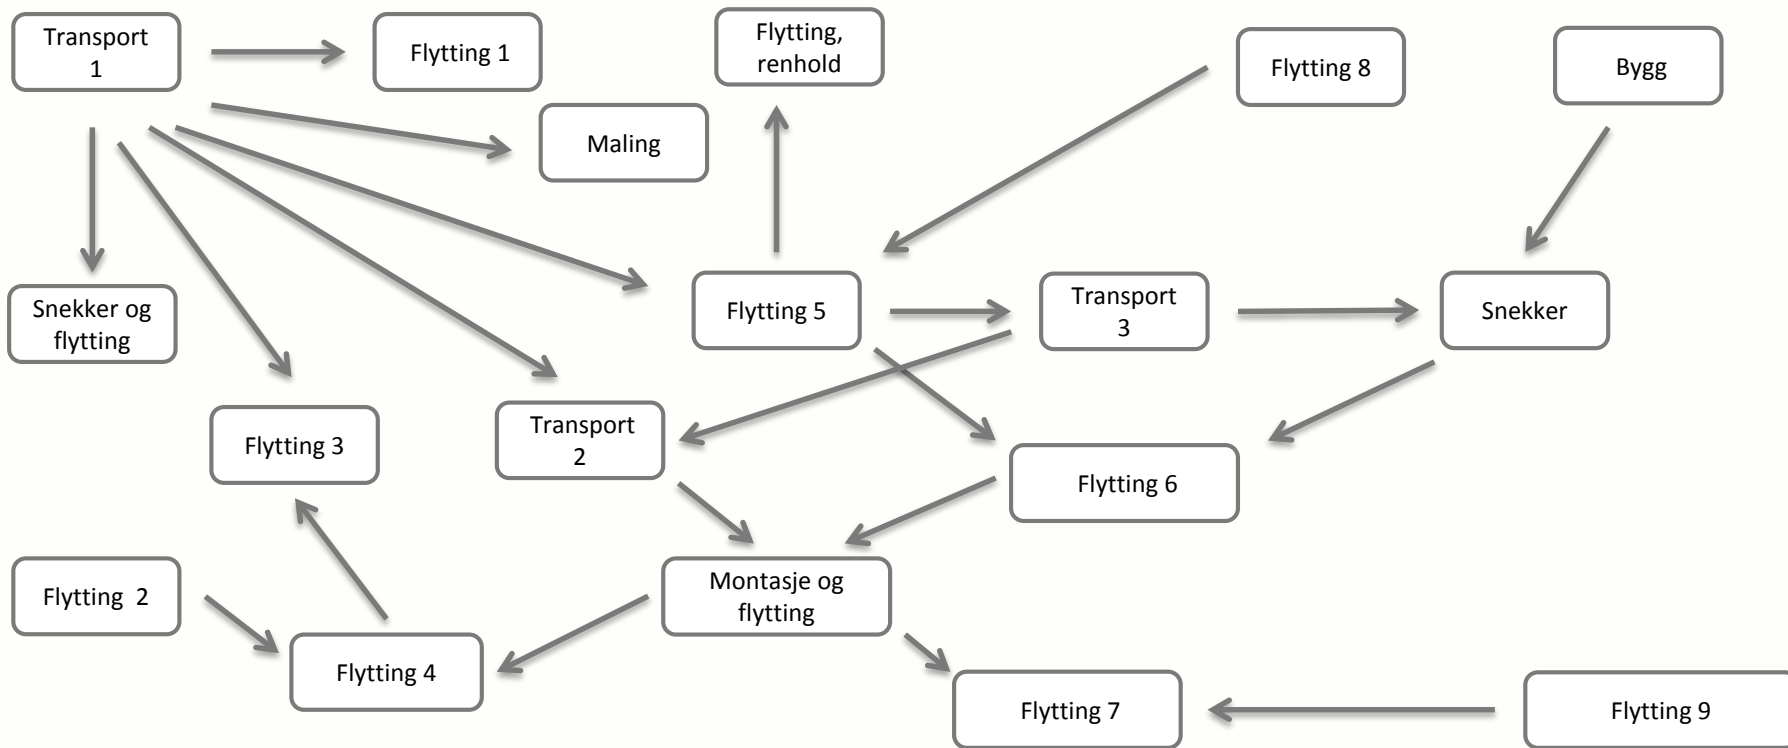 Transport
1
Flytting 1
Flytting,
renhold
Flytting 8
Bygg
Maling
Snekker og
flytting
Flytting 5
Transport
3
Snekker
Flytting 3
Transport
2
Flytting 6
Flytting  2
Montasje og
flytting
Flytting 4
Flytting 7
Flytting 9